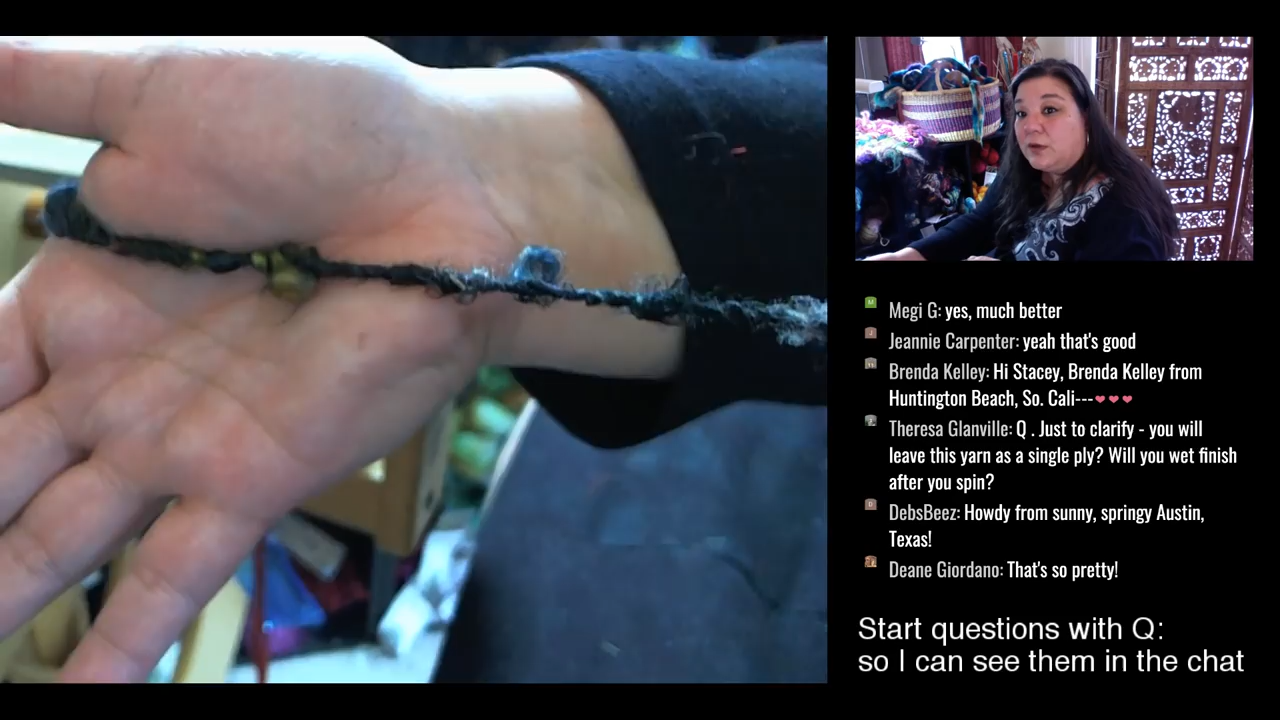 Megi G: yes, much better
Jeannie Carpenter: yeah that's good
Brenda Kelley: Hi Stacey, Brenda Kelley from
Huntington Beach, So. Cali---❤❤❤
Theresa Glanville: Q . Just to clarify - you will
leave this yarn as a single ply? Will you wet finish
after you spin?
DebsBeez: Howdy from sunny, springy Austin,
Texas!
Deane Giordano: That's so pretty!
Start questions with Q:
so I can see them in the chat